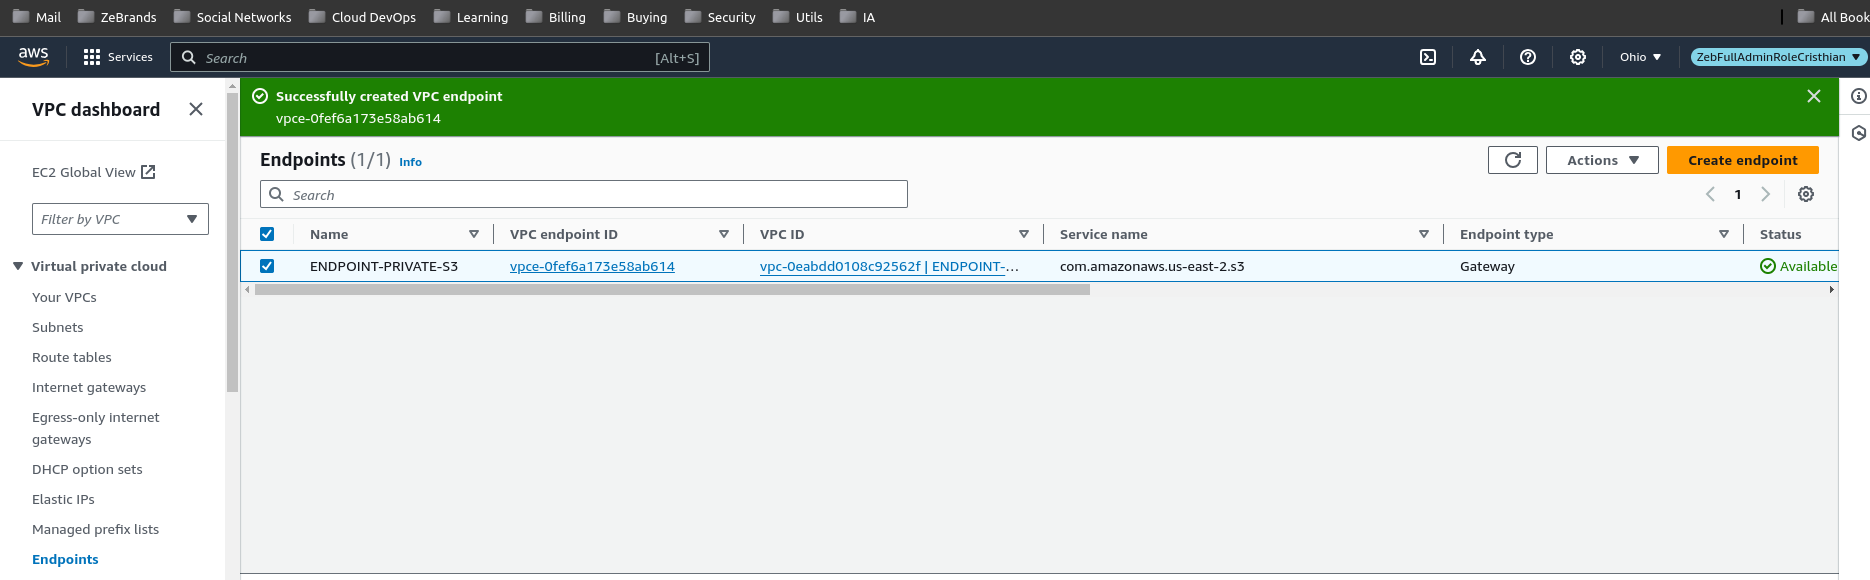 Mail ZeBrands Social Networks Cloud DevOps Learning Billing Buying Security Utils IA All Book
aws Services Search [Alt+S] Ohio ZebFullAdminRoleCristhian
VPC dashboard
EC2 Global View
Filter by VPC
Virtual private cloud
Your VPCs
Subnets
Route tables
Internet gateways
Egress-only internet
gateways
DHCP option sets
Elastic IPs
Managed prefix lists
Endpoints
Successfully created VPC endpoint
vpce-0fef6a173e58ab614
Endpoints (1/1) Info
Actions
Create endpoint
Search
1
Name VPC endpoint ID VPC ID Service name Endpoint type Status
ENDPOINT-PRIVATE-S3 vpce-0fef6a173e58ab614 vpc-0eabdd0108c92562f | ENDPOINT-... com.amazonaws.us-east-2.s3 Gateway Available